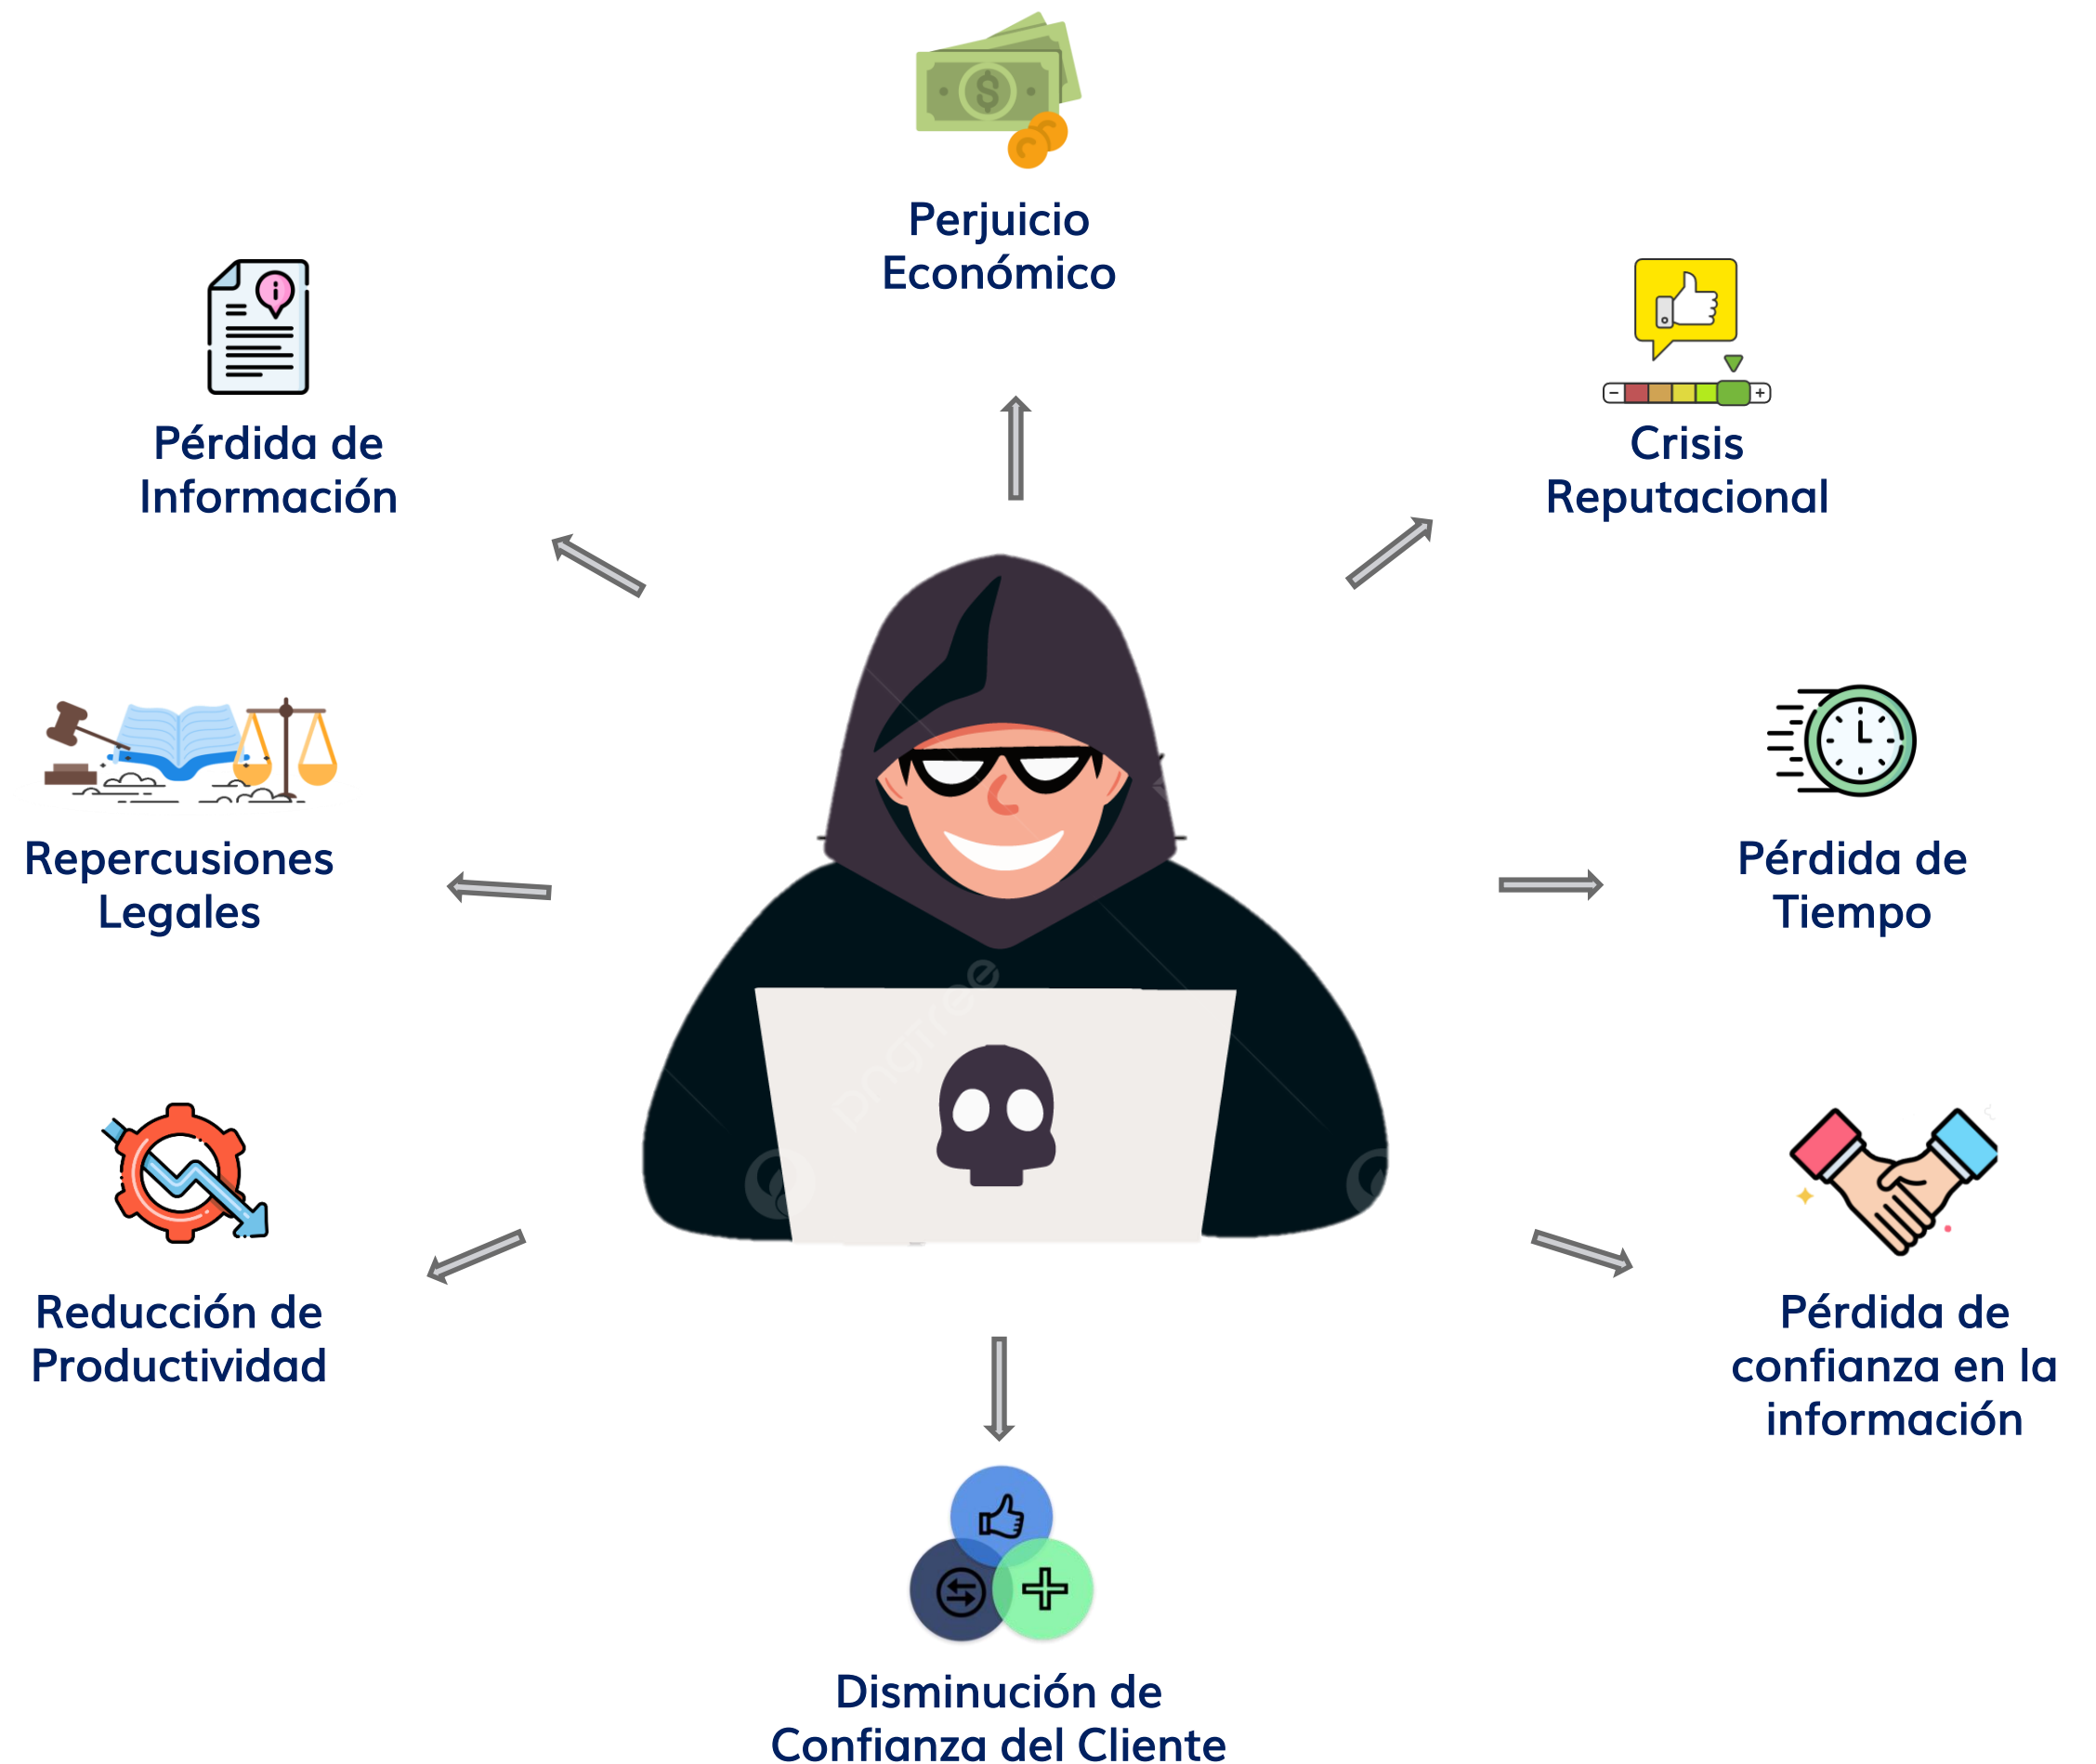 Perjuicio
Económico
Pérdida de
Información
Crisis
Reputacional
Repercusiones
Legales
Pérdida de
Tiempo
pngtree
Reducción de
Productividad
Pérdida de
confianza en la
información
Disminución de
Confianza del Cliente